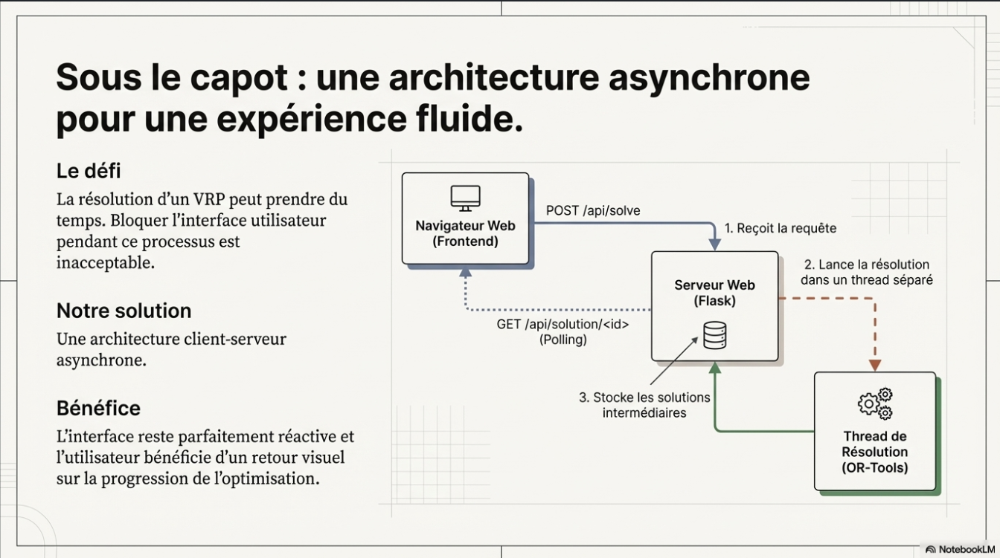 Sous le capot : une architecture asynchrone
pour une expérience fluide.
Le défi
La résolution d’un VRP peut prendre du
temps. Bloquer l’interface utilisateur
pendant ce processus est
inacceptable.
Notre solution
Une architecture client-serveur
asynchrone.
Bénéfice
L’interface reste parfaitement réactive et
l’utilisateur bénéficie d’un retour visuel
sur la progression de l’optimisation.
Navigateur Web
(Frontend)
POST /api/solve
1. Reçoit la requête
Serveur Web
(Flask)
2. Lance la résolution
dans un thread séparé
GET /api/solution/<id>
(Polling)
3. Stocke les solutions
intermédiaires
Thread de
Résolution
(OR-Tools)
NotebookLM